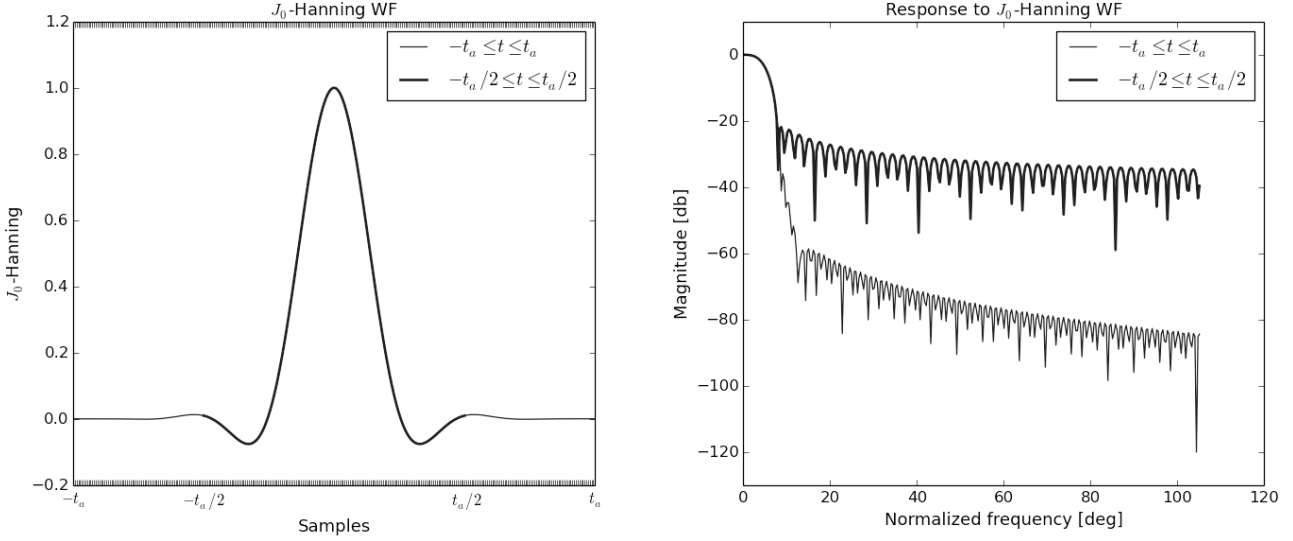 J₀-Hanning WF
1.2
1.0
0.8
0.6
0.4
0.2
0.0
−0.2
J₀-Hanning
−tₐ ≤t ≤tₐ
−tₐ/2 ≤t ≤tₐ/2
−tₐ
−tₐ/2
tₐ/2
tₐ
Samples
Response to J₀-Hanning WF
0
−20
−40
−60
−80
−100
−120
Magnitude [db]
−tₐ ≤t ≤tₐ
−tₐ/2 ≤t ≤tₐ/2
0
20
40
60
80
100
120
Normalized frequency [deg]